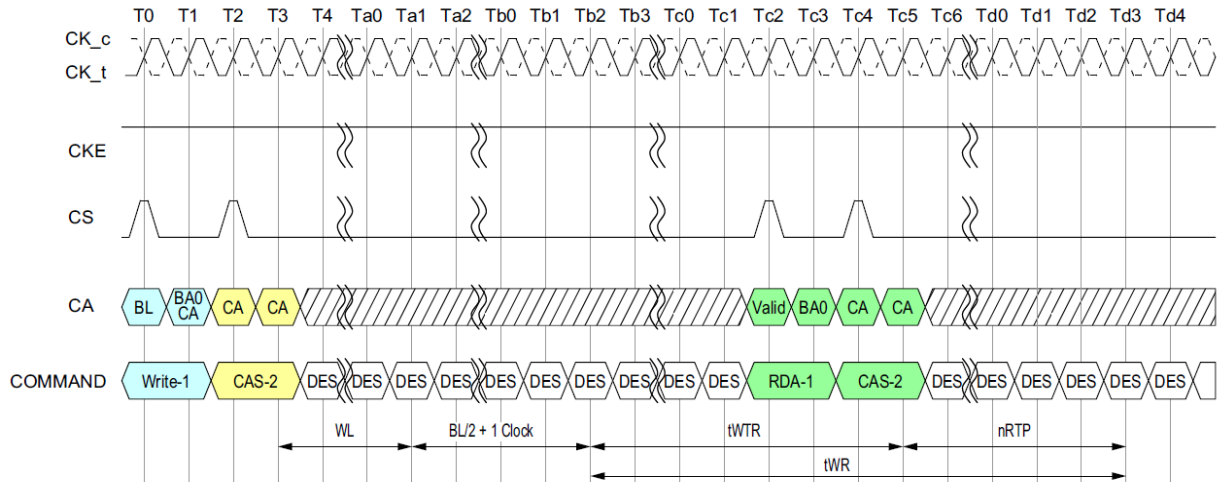 T0 T1 T2 T3 T4 Ta0 Ta1 Ta2 Tb0 Tb1 Tb2 Tb3 Tc0 Tc1 Tc2 Tc3 Tc4 Tc5 Tc6 Td0 Td1 Td2 Td3 Td4
CK_c
CK_t
CKE
CS
CA BL BA0 CA CA CA Valid BA0 CA CA
COMMAND Write-1 CAS-2 DES DES DES DES DES DES DES DES DES DES RDA-1 CAS-2 DES DES DES DES DES DES
WL BL/2 + 1 Clock tWTR nRTP
tWR